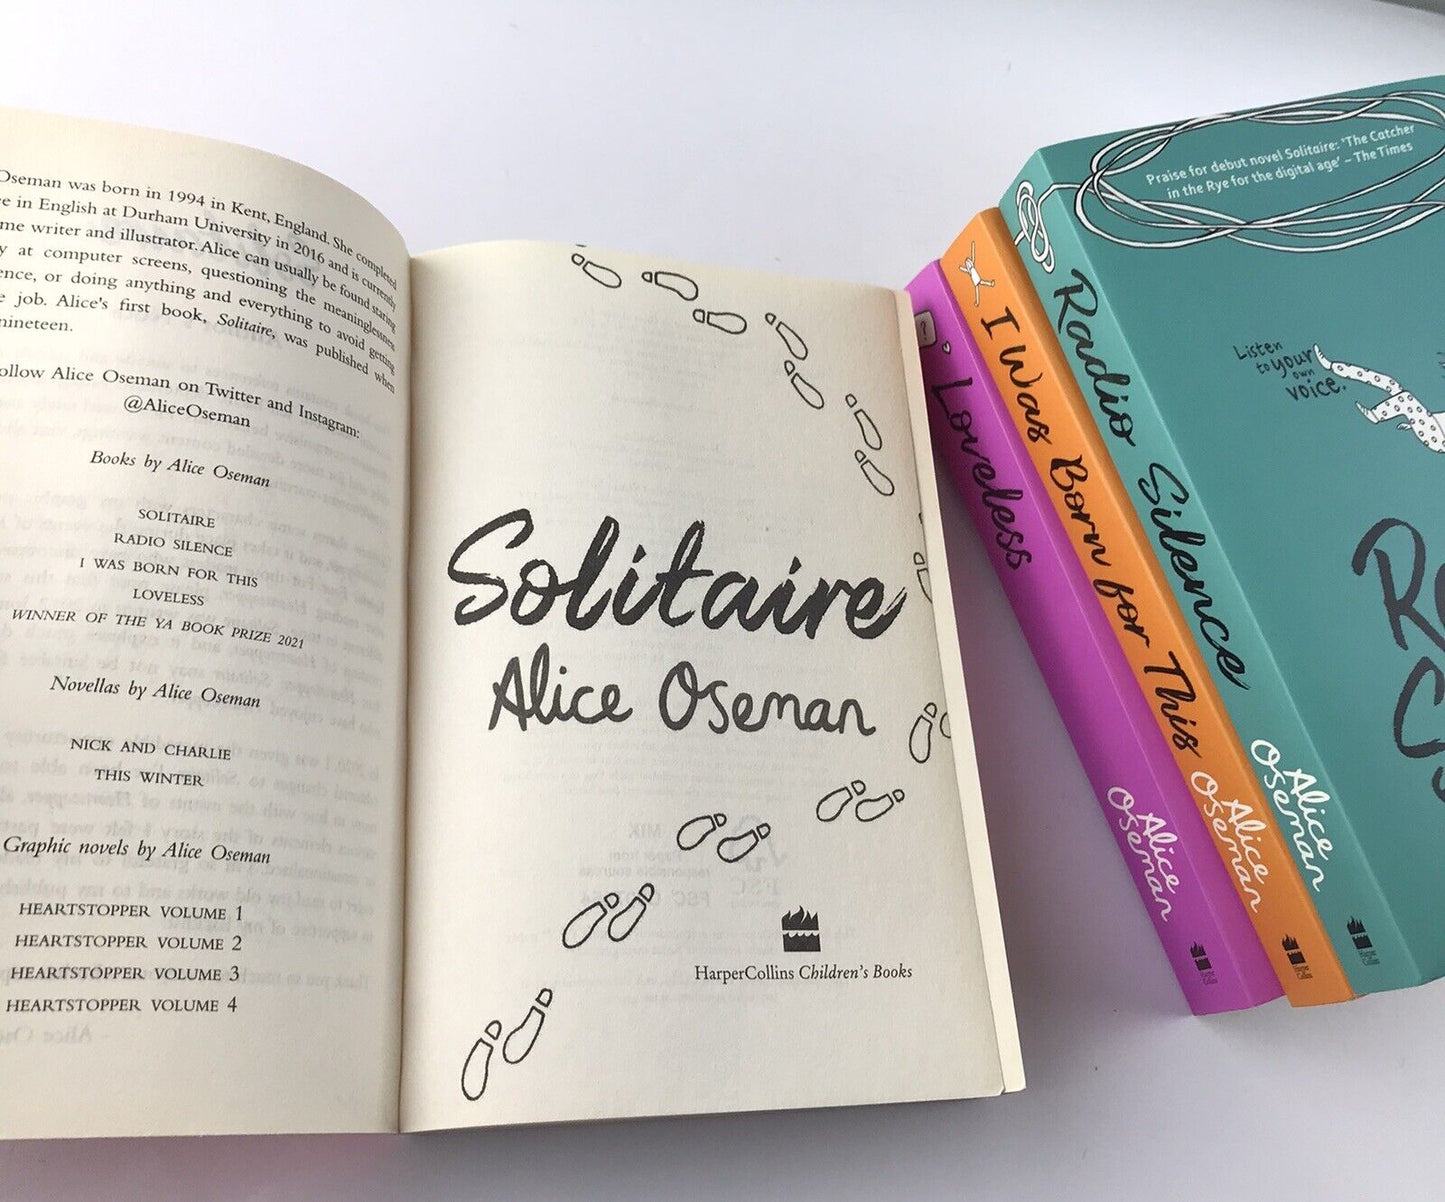 Oseman was born in 1994 in Kent, England. She completed
in English at Durham University in 2016 and is currently
writer and illustrator. Alice can usually be found staring
at computer screens, questioning the meaninglessness
or doing anything and everything to avoid getting
job. Alice's first book, Solitaire, was published when
nineteen.
Alice Oseman on Twitter and Instagram:
@AliceOseman
Books by Alice Oseman
SOLITAIRE
RADIO SILENCE
I WAS BORN FOR THIS
LOVELESS
WINNER OF THE YA BOOK PRIZE 2021
Novellas by Alice Oseman
NICK AND CHARLIE
THIS WINTER
Graphic novels by Alice Oseman
HEARTSTOPPER VOLUME 1
HEARTSTOPPER VOLUME 2
HEARTSTOPPER VOLUME 3
HEARTSTOPPER VOLUME 4
Solitaire
Alice Oseman
HarperCollins Children's Books
Loveless
Alice
Oseman
I Was Born for This
Alice
Oseman
Radio Silence
Alice
Oseman
Praise for debut novel Solitaire: 'The Catcher
in the Rye for the digital age' – The Times
Listen
to your
own
voice.